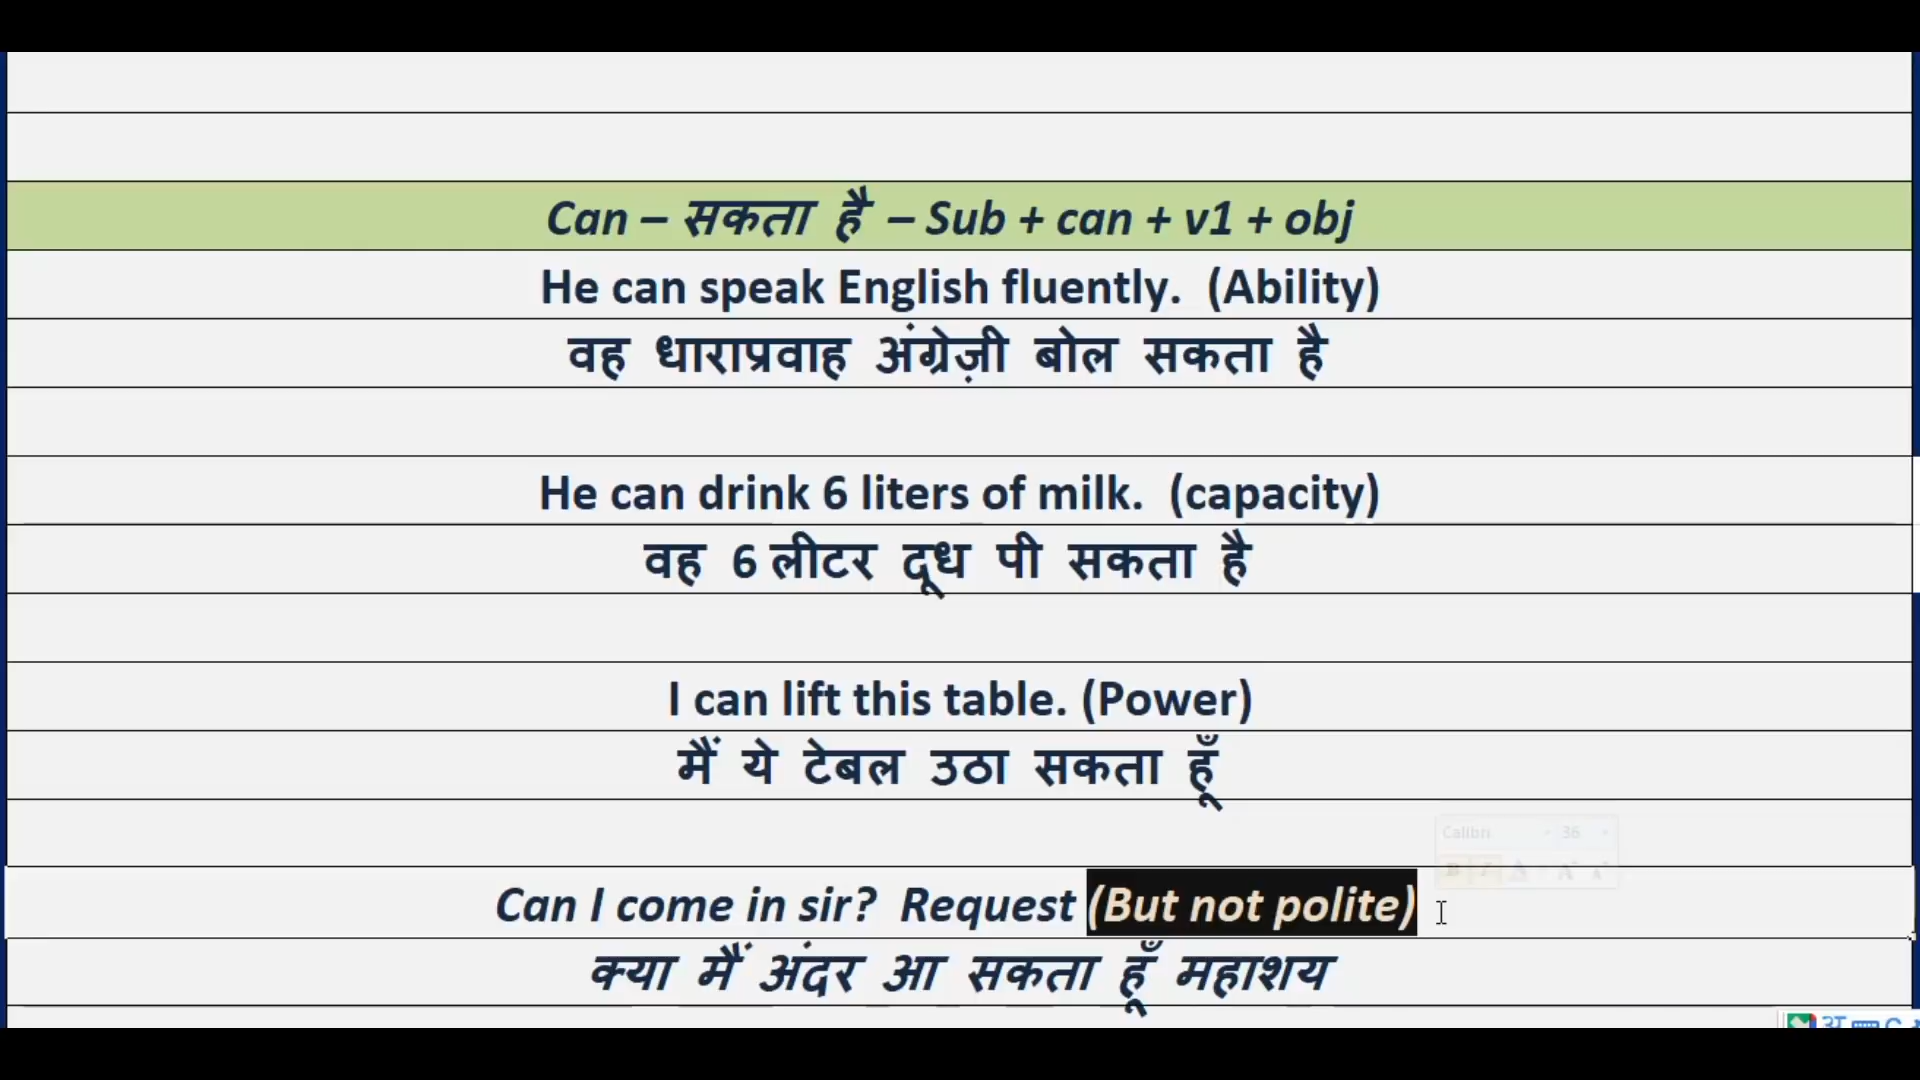 Can – सकता है – Sub + can + v1 + obj
He can speak English fluently. (Ability)
वह धाराप्रवाह अंग्रेज़ी बोल सकता है
He can drink 6 liters of milk. (capacity)
वह 6 लीटर दूध पी सकता है
I can lift this table. (Power)
मैं ये टेबल उठा सकता हूँ
Calibri 36
Can I come in sir? Request (But not polite)
क्या मैं अंदर आ सकता हूँ महाशय